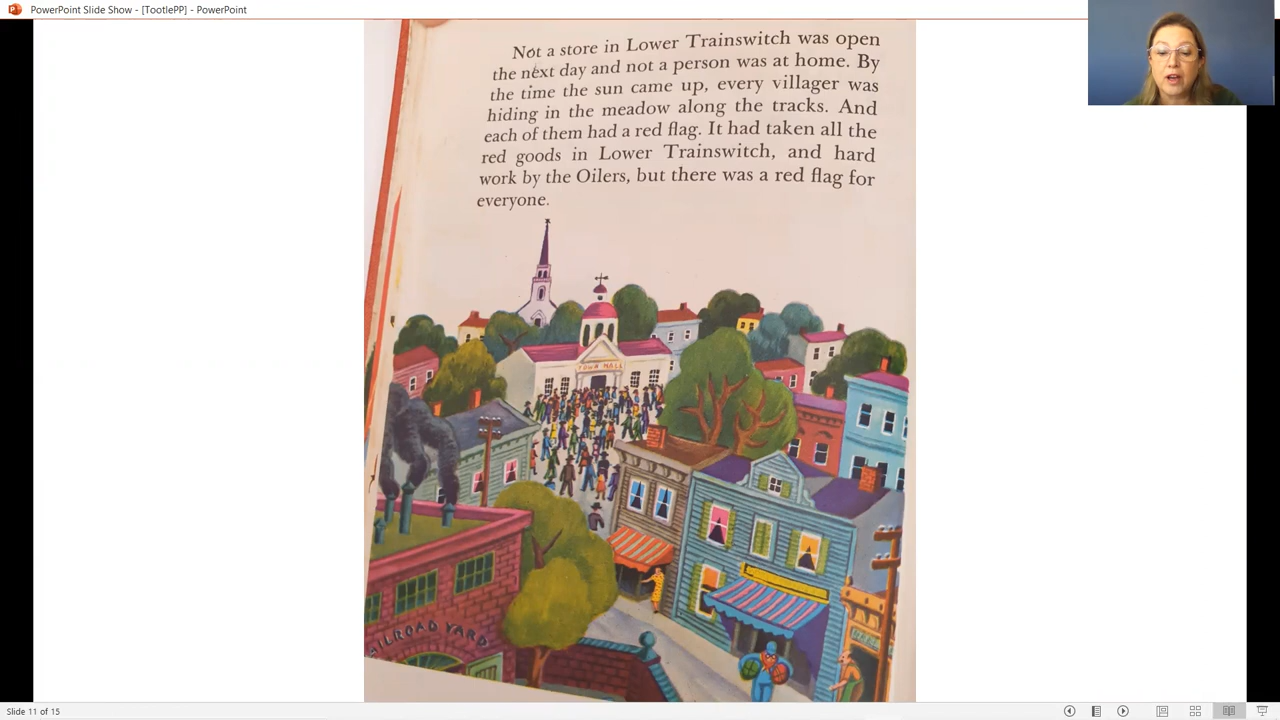 PowerPoint Slide Show - [TootlePP] - PowerPoint
Not a store in Lower Trainswitch was open
the next day and not a person was at home. By
the time the sun came up, every villager was
hiding in the meadow along the tracks. And
each of them had a red flag. It had taken all the
red goods in Lower Trainswitch, and hard
work by the Oilers, but there was a red flag for
everyone.
TOWN HALL
RAILROAD YARD
Slide 11 of 15